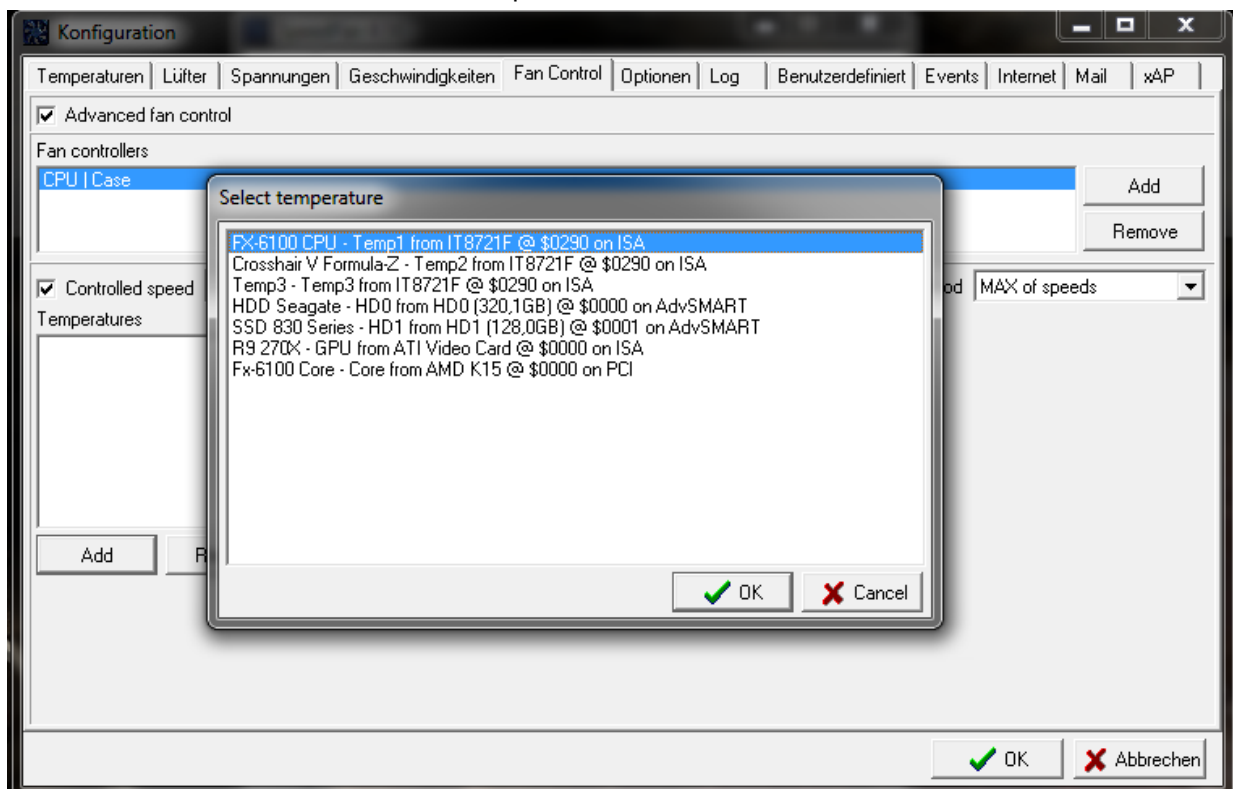 Konfiguration
Temperaturen Lüfter Spannungen Geschwindigkeiten Fan Control Optionen Log Benutzerdefiniert Events Internet Mail xAP
Advanced fan control
Fan controllers
CPU | Case
Add
Remove
Controlled speed
MAX of speeds
Temperatures
Add
Select temperature
FX-6100 CPU - Temp1 from IT8721F @ $0290 on ISA
Crosshair V Formula-Z - Temp2 from IT8721F @ $0290 on ISA
Temp3 - Temp3 from IT8721F @ $0290 on ISA
HDD Seagate - HD0 from HD0 (320,1GB) @ $0000 on AdvSMART
SSD 830 Series - HD1 from HD1 (128,0GB) @ $0001 on AdvSMART
R9 270X - GPU from ATI Video Card @ $0000 on ISA
Fx-6100 Core - Core from AMD K15 @ $0000 on PCI
OK
Cancel
OK
Abbrechen